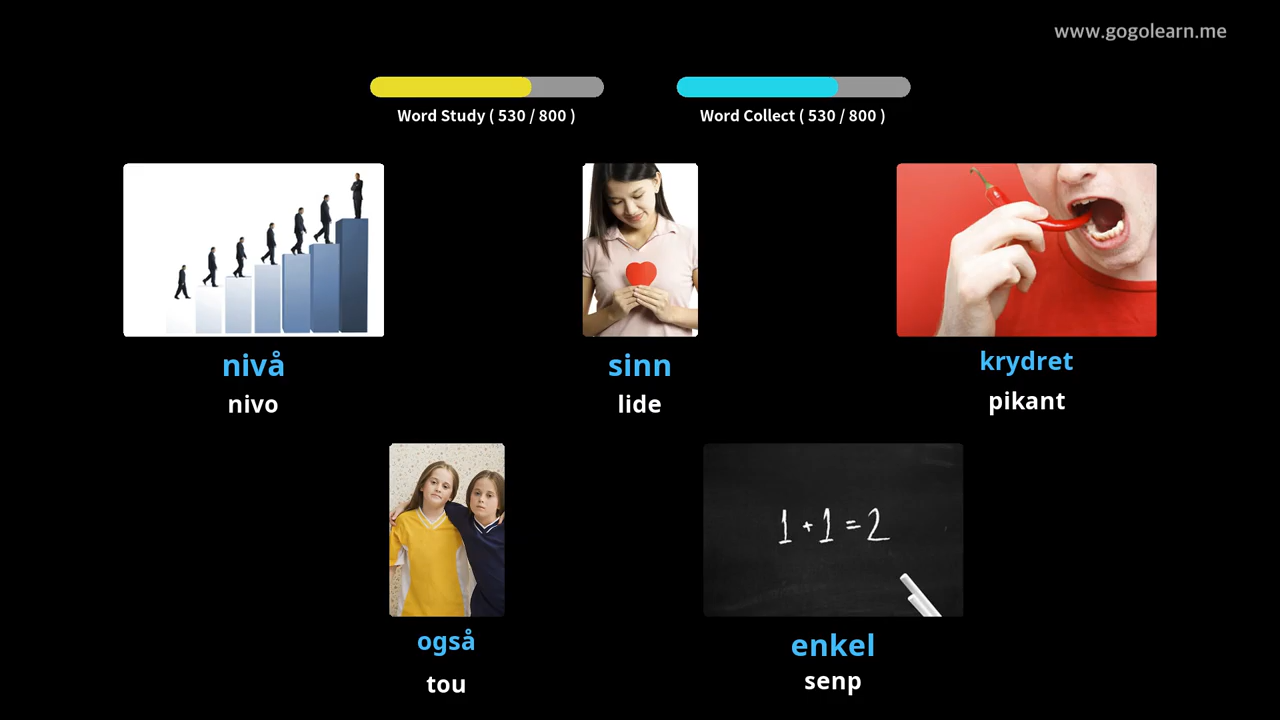 www.gogolearn.me
Word Study ( 530 / 800 )
Word Collect ( 530 / 800 )
nivå
nivo
sinn
lide
krydret
pikant
også
tou
1 + 1 = 2
enkel
senp